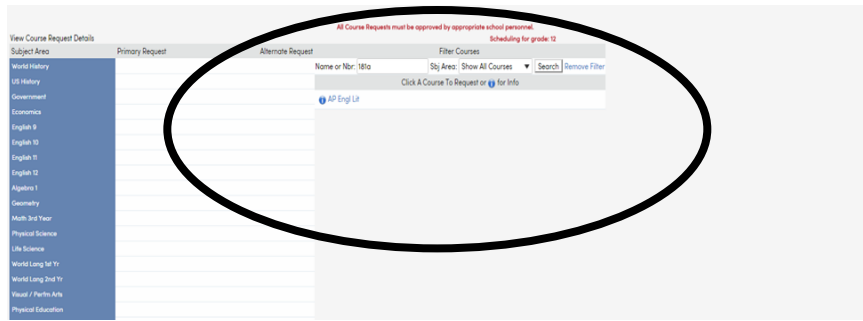 All Course Requests must be approved by appropriate school personnel.
View Course Request Details
Scheduling for grade: 12
Subject Area Primary Request Alternate Request Filter Courses
World History Name or Nbr: 181a Sbj Area: Show All Courses Search Remove Filter
US History Click A Course To Request or for Info
Government AP Engl Lit
Economics
English 9
English 10
English 11
English 12
Algebra 1
Geometry
Math 3rd Year
Physical Science
Life Science
World Lang 1st Yr
World Lang 2nd Yr
Visual / Perfm Arts
Physical Education